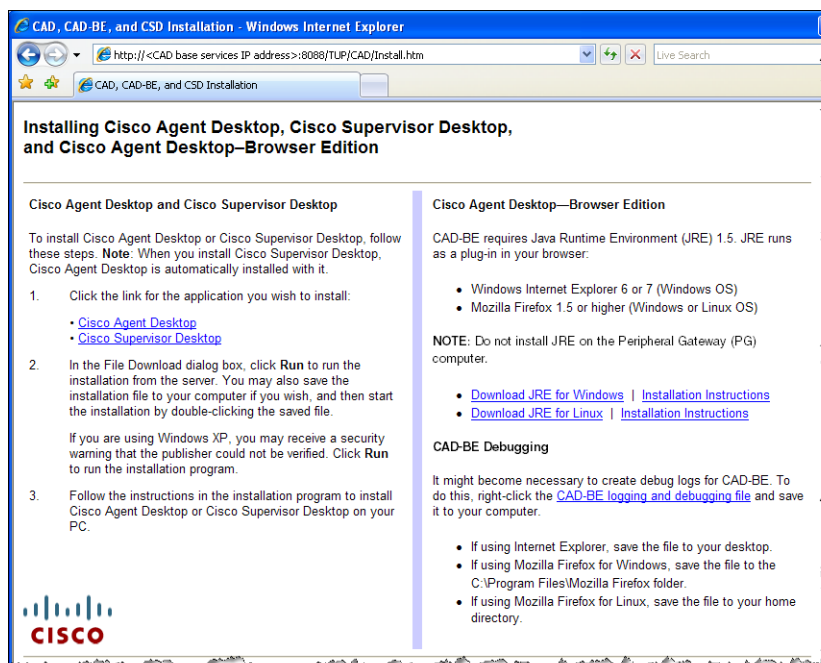 CAD, CAD-BE, and CSD Installation - Windows Internet Explorer
http://<CAD base services IP address>:8088/TUP/CAD/Install.htm
Live Search
CAD, CAD-BE, and CSD Installation
Installing Cisco Agent Desktop, Cisco Supervisor Desktop,
and Cisco Agent Desktop–Browser Edition
Cisco Agent Desktop and Cisco Supervisor Desktop
To install Cisco Agent Desktop or Cisco Supervisor Desktop, follow
these steps. Note: When you install Cisco Supervisor Desktop,
Cisco Agent Desktop is automatically installed with it.
1. Click the link for the application you wish to install:
• Cisco Agent Desktop
• Cisco Supervisor Desktop
2. In the File Download dialog box, click Run to run the
installation from the server. You may also save the
installation file to your computer if you wish, and then start
the installation by double-clicking the saved file.
If you are using Windows XP, you may receive a security
warning that the publisher could not be verified. Click Run
to run the installation program.
3. Follow the instructions in the installation program to install
Cisco Agent Desktop or Cisco Supervisor Desktop on your
PC.
CISCO
Cisco Agent Desktop—Browser Edition
CAD-BE requires Java Runtime Environment (JRE) 1.5. JRE runs
as a plug-in in your browser:
• Windows Internet Explorer 6 or 7 (Windows OS)
• Mozilla Firefox 1.5 or higher (Windows or Linux OS)
NOTE: Do not install JRE on the Peripheral Gateway (PG)
computer.
• Download JRE for Windows | Installation Instructions
• Download JRE for Linux | Installation Instructions
CAD-BE Debugging
It might become necessary to create debug logs for CAD-BE. To
do this, right-click the CAD-BE logging and debugging file and save
it to your computer.
• If using Internet Explorer, save the file to your desktop.
• If using Mozilla Firefox for Windows, save the file to the
C:\Program Files\Mozilla Firefox folder.
• If using Mozilla Firefox for Linux, save the file to your home
directory.